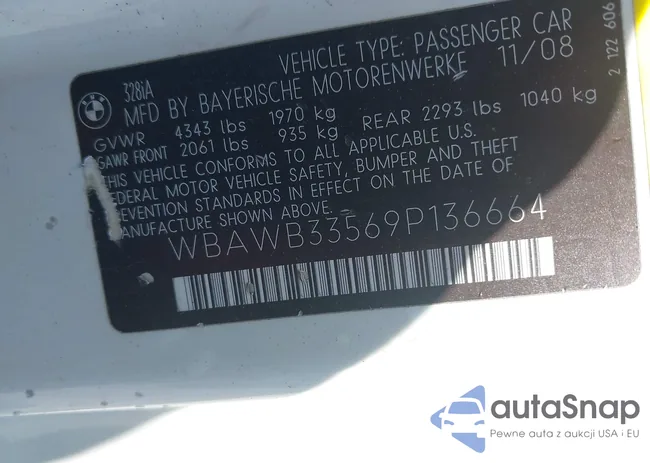 BMW
328iA
VEHICLE TYPE: PASSENGER CAR
MFD BY BAYERISCHE MOTORENWERKE 11/08
GVWR 4343 lbs 1970 kg
GAWR FRONT 2061 lbs 935 kg REAR 2293 lbs 1040 kg
THIS VEHICLE CONFORMS TO ALL APPLICABLE U.S.
FEDERAL MOTOR VEHICLE SAFETY, BUMPER AND THEFT
PREVENTION STANDARDS IN EFFECT ON THE DATE OF
MANUFACTURE SHOWN ABOVE.
WBAWB33569P136664
2 122 606
autaSnap
Pewne auta z aukcji USA i EU